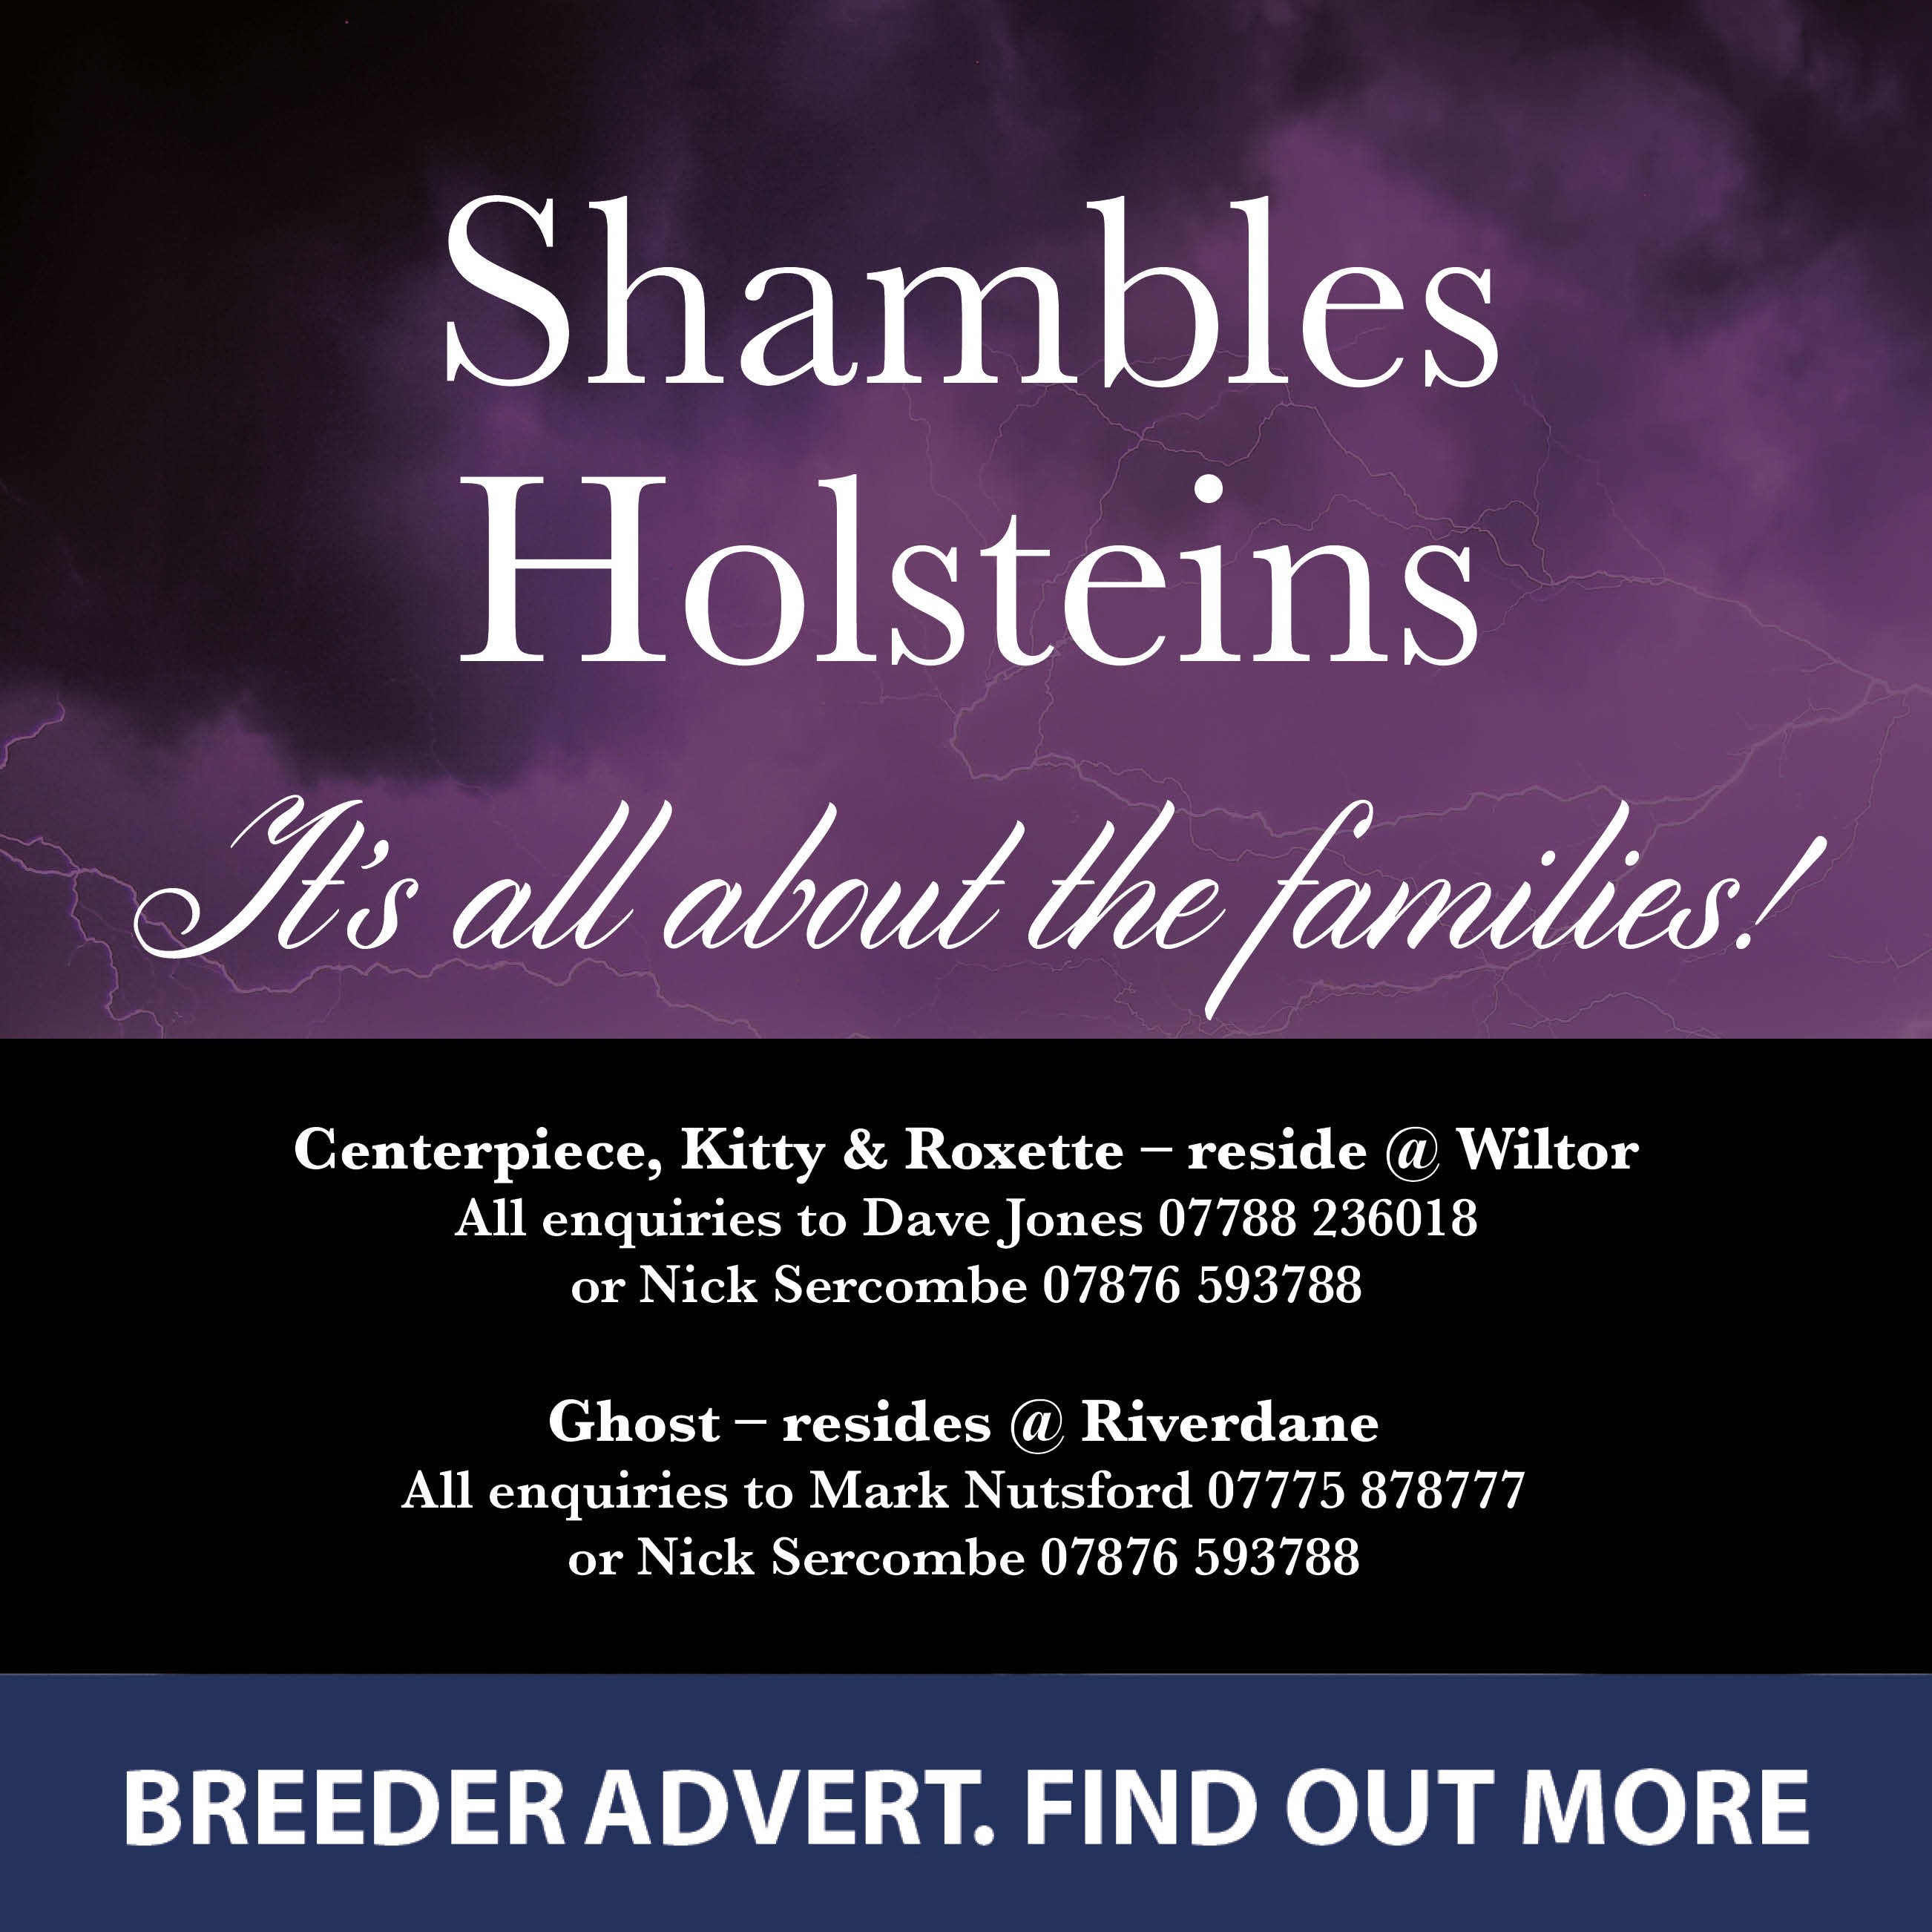 Shambles
Holsteins
It's all about the families!
Centerpiece, Kitty & Roxette – reside @ Wiltor
All enquiries to Dave Jones 07788 236018
or Nick Sercombe 07876 593788
Ghost – resides @ Riverdane
All enquiries to Mark Nutsford 07775 878777
or Nick Sercombe 07876 593788
BREEDER ADVERT. FIND OUT MORE